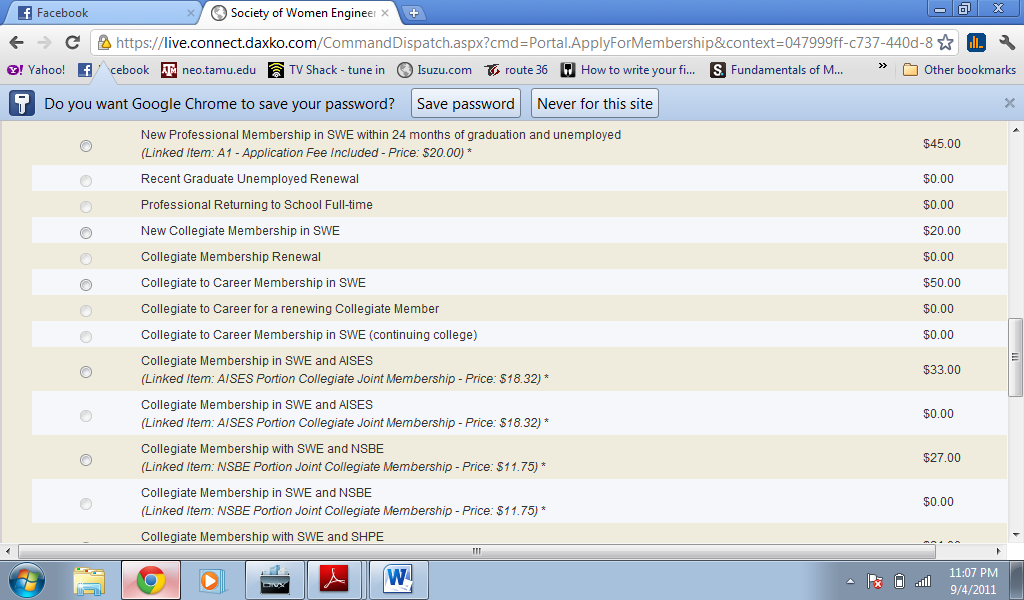 Facebook
Society of Women Engineer
https://live.connect.daxko.com/CommandDispatch.aspx?cmd=Portal.ApplyForMembership&context=047999ff-c737-440d-8
Yahoo!
Facebook
neo.tamu.edu
TV Shack - tune in
Isuzu.com
route 36
How to write your fi...
Fundamentals of M...
»
Other bookmarks
Do you want Google Chrome to save your password?
Save password
Never for this site
New Professional Membership in SWE within 24 months of graduation and unemployed
(Linked Item: A1 - Application Fee Included - Price: $20.00) *
$45.00
Recent Graduate Unemployed Renewal
$0.00
Professional Returning to School Full-time
$0.00
New Collegiate Membership in SWE
$20.00
Collegiate Membership Renewal
$0.00
Collegiate to Career Membership in SWE
$50.00
Collegiate to Career for a renewing Collegiate Member
$0.00
Collegiate to Career Membership in SWE (continuing college)
$0.00
Collegiate Membership in SWE and AISES
(Linked Item: AISES Portion Collegiate Joint Membership - Price: $18.32) *
$33.00
Collegiate Membership in SWE and AISES
(Linked Item: AISES Portion Collegiate Joint Membership - Price: $18.32) *
$0.00
Collegiate Membership with SWE and NSBE
(Linked Item: NSBE Portion Joint Collegiate Membership - Price: $11.75) *
$27.00
Collegiate Membership in SWE and NSBE
(Linked Item: NSBE Portion Joint Collegiate Membership - Price: $11.75) *
$0.00
Collegiate Membership with SWE and SHPE
DIVX
11:07 PM
9/4/2011